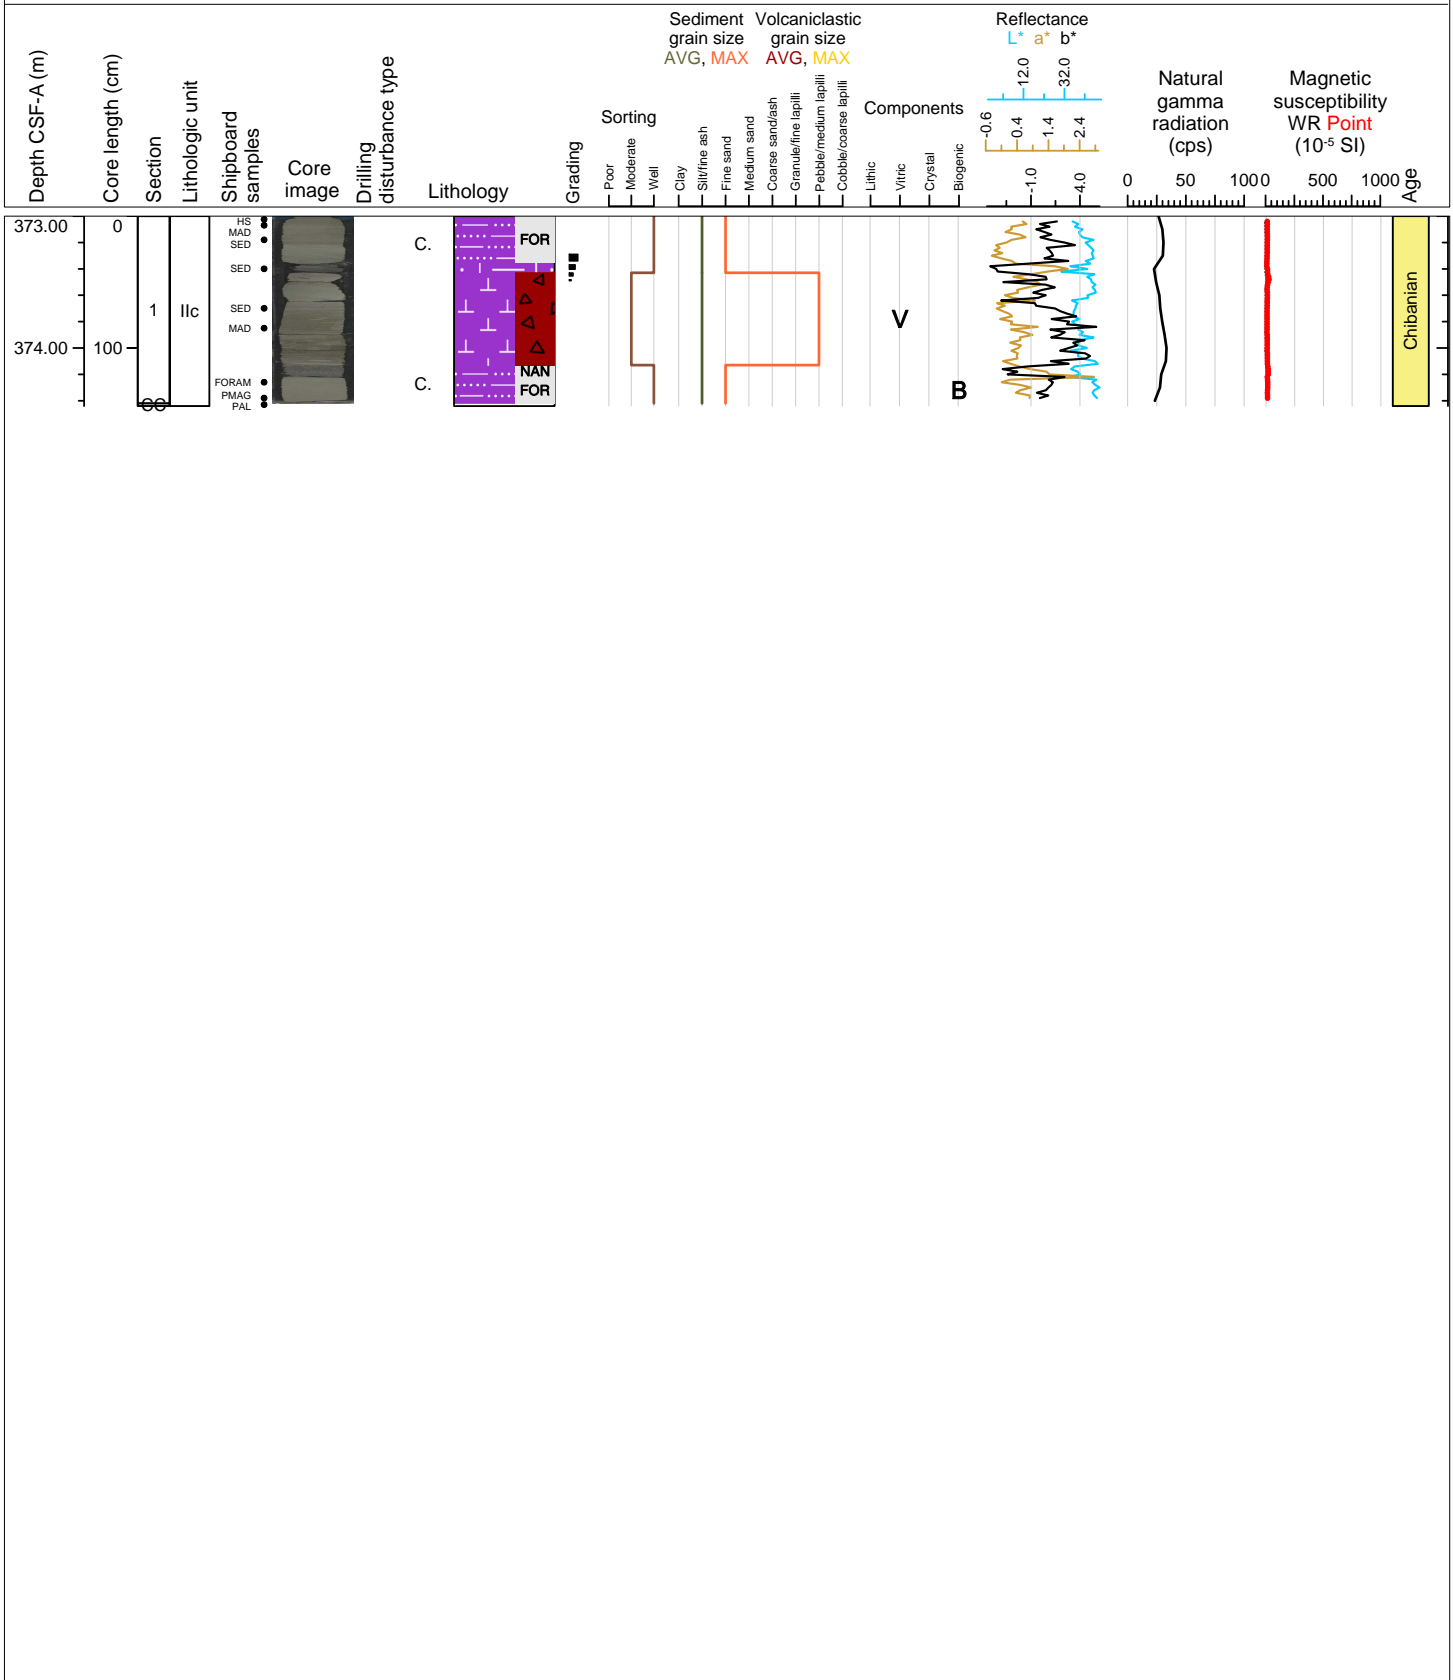 Depth CSF-A (m)
Core length (cm)
Section
Lithologic unit
Shipboard
samples
Core
image
Drilling
disturbance type
Lithology
Grading
Sorting
Poor
Moderate
Well
Sediment
grain size
AVG, MAX
Volcaniclastic
grain size
AVG, MAX
Clay
Silt/fine ash
Fine sand
Medium sand
Coarse sand/ash
Granule/fine lapilli
Pebble/medium lapilli
Cobble/coarse lapilli
Components
Lithic
Vitric
Crystal
Biogenic
Reflectance
L* a* b*
12.0 32.0
-0.6 0.4 1.4 2.4
-1.0 4.0
Natural
gamma
radiation
(cps)
0 50 100
Magnetic
susceptibility
WR Point
(10-5 SI)
0 500 1000
Age
373.00
374.00
0
100
1
CC
IIc
HS
MAD
SED
SED
SED
MAD
FORAM
PMAG
PAL
C.
C.
FOR
NAN
FOR
V
B
Chibanian